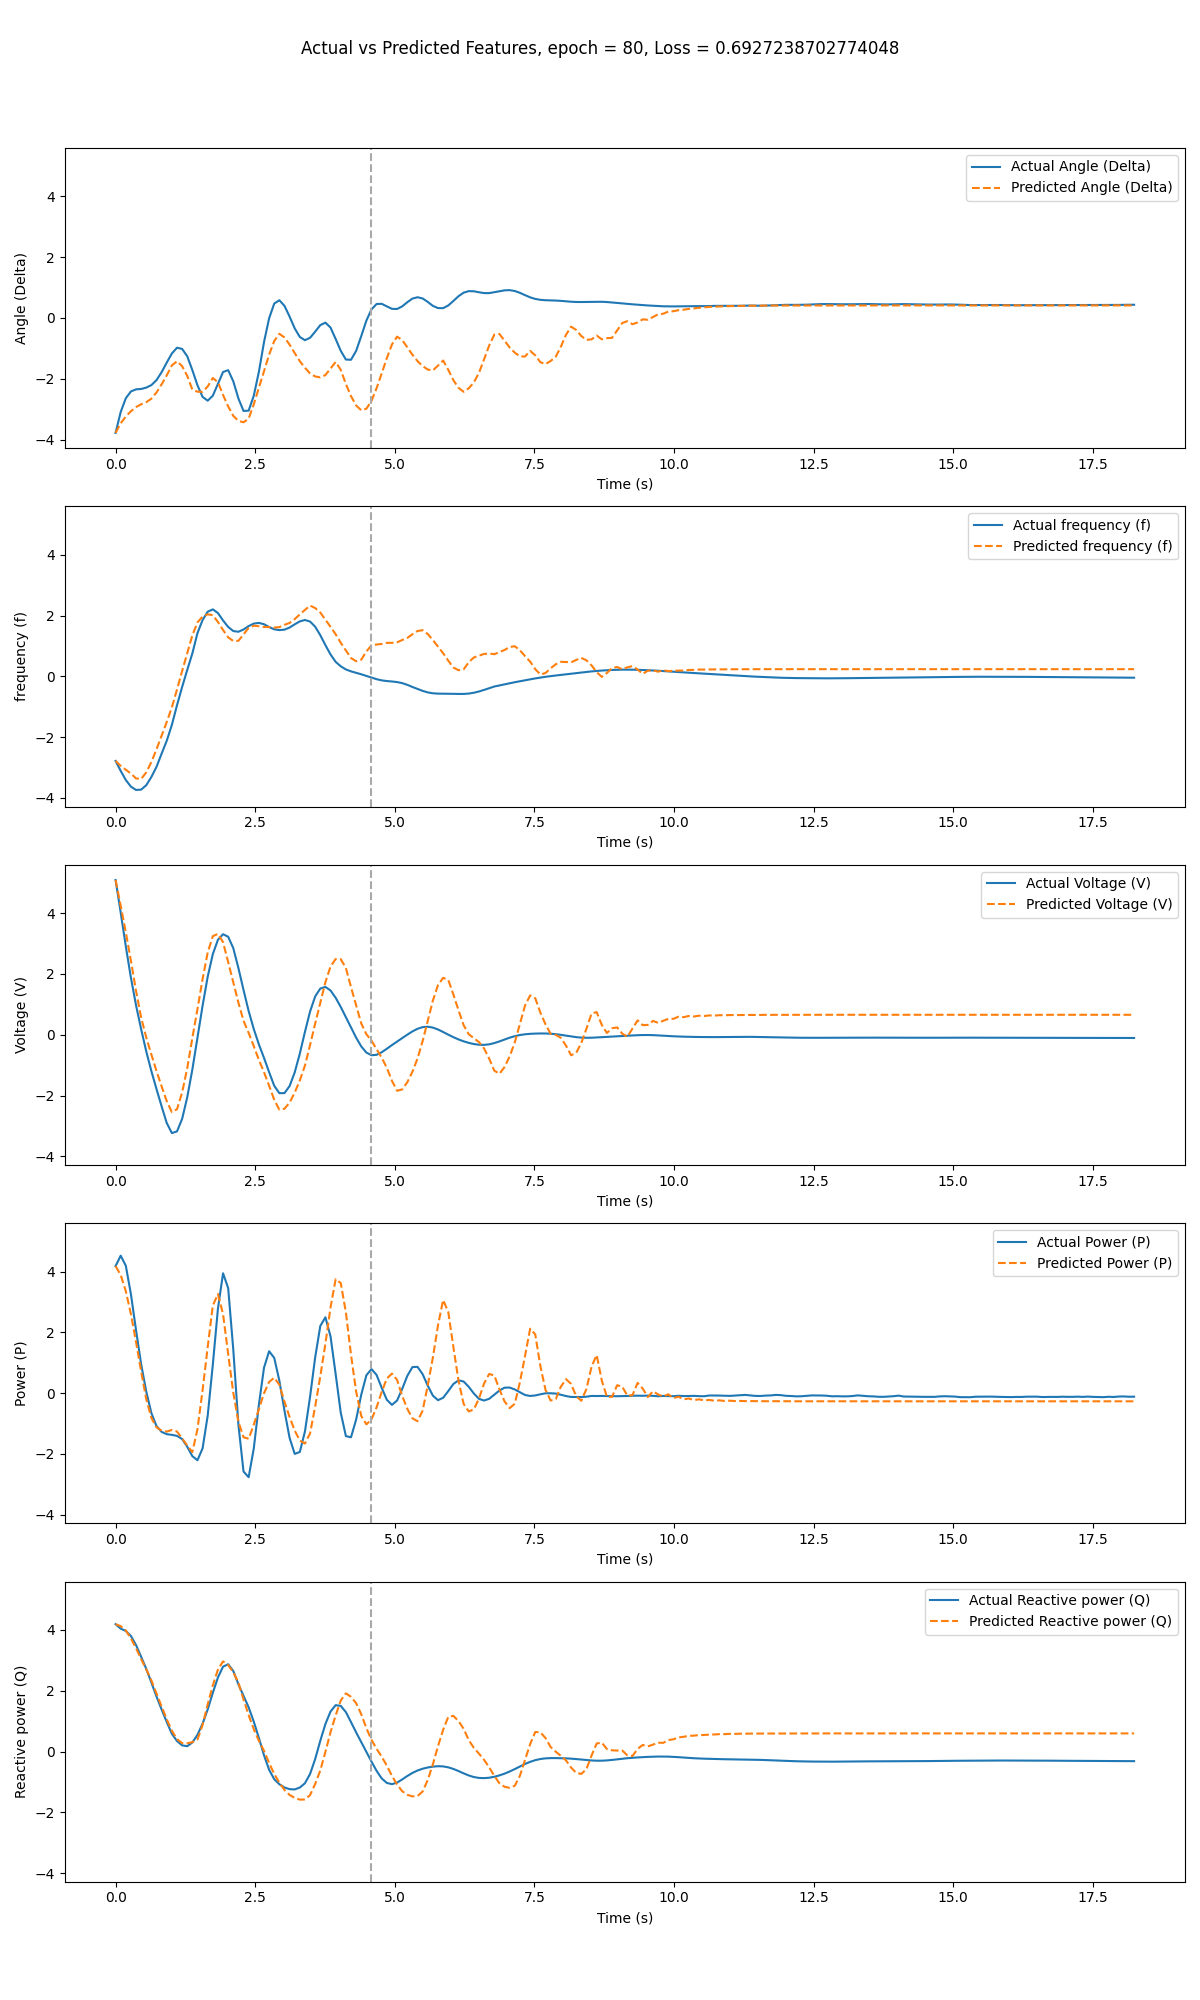 Actual vs Predicted Features, epoch = 80, Loss = 0.6927238702774048
Actual Angle (Delta)
Predicted Angle (Delta)
Angle (Delta)
4
2
0
−2
−4
0.0 2.5 5.0 7.5 10.0 12.5 15.0 17.5
Time (s)
Actual frequency (f)
Predicted frequency (f)
frequency (f)
4
2
0
−2
−4
0.0 2.5 5.0 7.5 10.0 12.5 15.0 17.5
Time (s)
Actual Voltage (V)
Predicted Voltage (V)
Voltage (V)
4
2
0
−2
−4
0.0 2.5 5.0 7.5 10.0 12.5 15.0 17.5
Time (s)
Actual Power (P)
Predicted Power (P)
Power (P)
4
2
0
−2
−4
0.0 2.5 5.0 7.5 10.0 12.5 15.0 17.5
Time (s)
Actual Reactive power (Q)
Predicted Reactive power (Q)
Reactive power (Q)
4
2
0
−2
−4
0.0 2.5 5.0 7.5 10.0 12.5 15.0 17.5
Time (s)